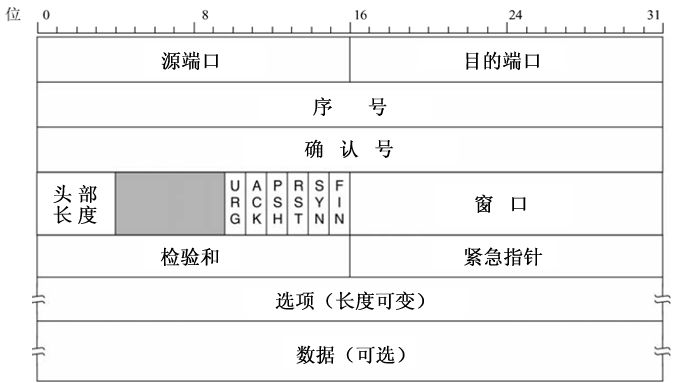 位 0 8 16 24 31
源端口 目的端口
序 号
确 认 号
头 部
长 度
URG ACK PSH RST SYN FIN
窗 口
检验和 紧急指针
选项（长度可变）
数据（可选）